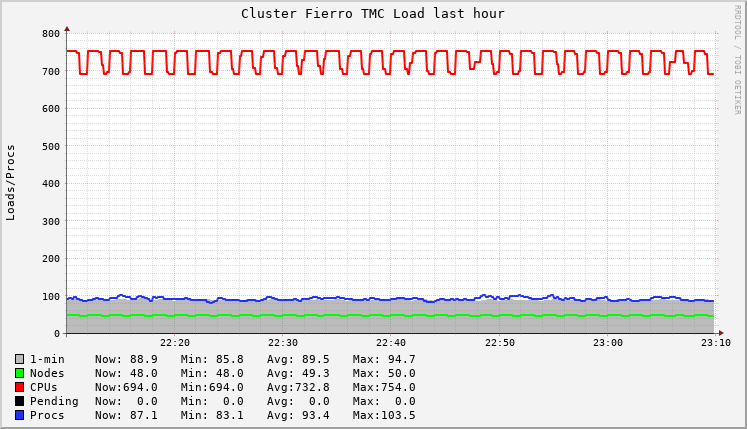 Cluster Fierro TMC Load last hour
RRDTOOL / TOBI OETIKER
Loads/Procs
800
700
600
500
400
300
200
100
0
22:20 22:30 22:40 22:50 23:00 23:10
1-min Now: 88.9 Min: 85.8 Avg: 89.5 Max: 94.7
Nodes Now: 48.0 Min: 48.0 Avg: 49.3 Max: 50.0
CPUs Now:694.0 Min:694.0 Avg:732.8 Max:754.0
Pending Now: 0.0 Min: 0.0 Avg: 0.0 Max: 0.0
Procs Now: 87.1 Min: 83.1 Avg: 93.4 Max:103.5